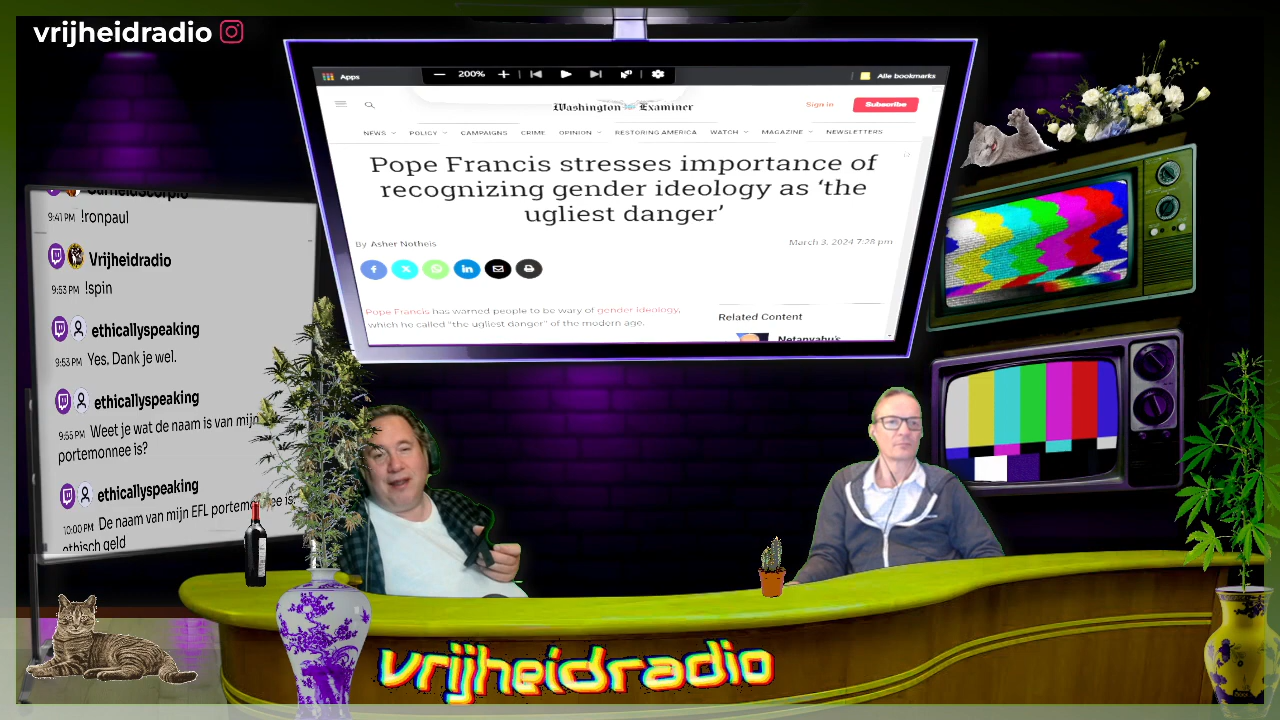 vrijheidradio
Apps
200%
Alle bookmarks
Washington Examiner
Sign in
Subscribe
NEWS
POLICY
CAMPAIGNS
CRIME
OPINION
RESTORING AMERICA
WATCH
MAGAZINE
NEWSLETTERS
Pope Francis stresses importance of
recognizing gender ideology as ‘the
ugliest danger’
By Asher Notheis
March 3, 2024 7:28 pm
Pope Francis has warned people to be wary of gender ideology,
which he called “the ugliest danger” of the modern age.
Related Content
Netanyahu's
9:41 PM !ronpaul
Vrijheidradio
9:53 PM !spin
ethicallyspeaking
9:53 PM Yes. Dank je wel.
ethicallyspeaking
9:55 PM Weet je wat de naam is van mijn
portemonnee is?
ethicallyspeaking
10:00 PM De naam van mijn EFL is
ethisch geld
vrijheidradio